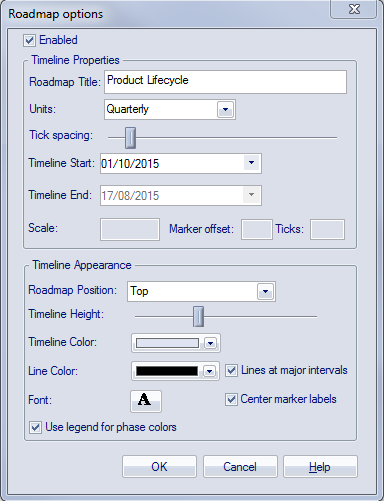 Roadmap options
Enabled
Timeline Properties
Roadmap Title: Product Lifecycle
Units: Quarterly
Tick spacing:
Timeline Start: 01/10/2015
Timeline End: 17/08/2015
Scale: Marker offset: Ticks:
Timeline Appearance
Roadmap Position: Top
Timeline Height:
Timeline Color:
Line Color: Lines at major intervals
Font: A Center marker labels
Use legend for phase colors
OK Cancel Help